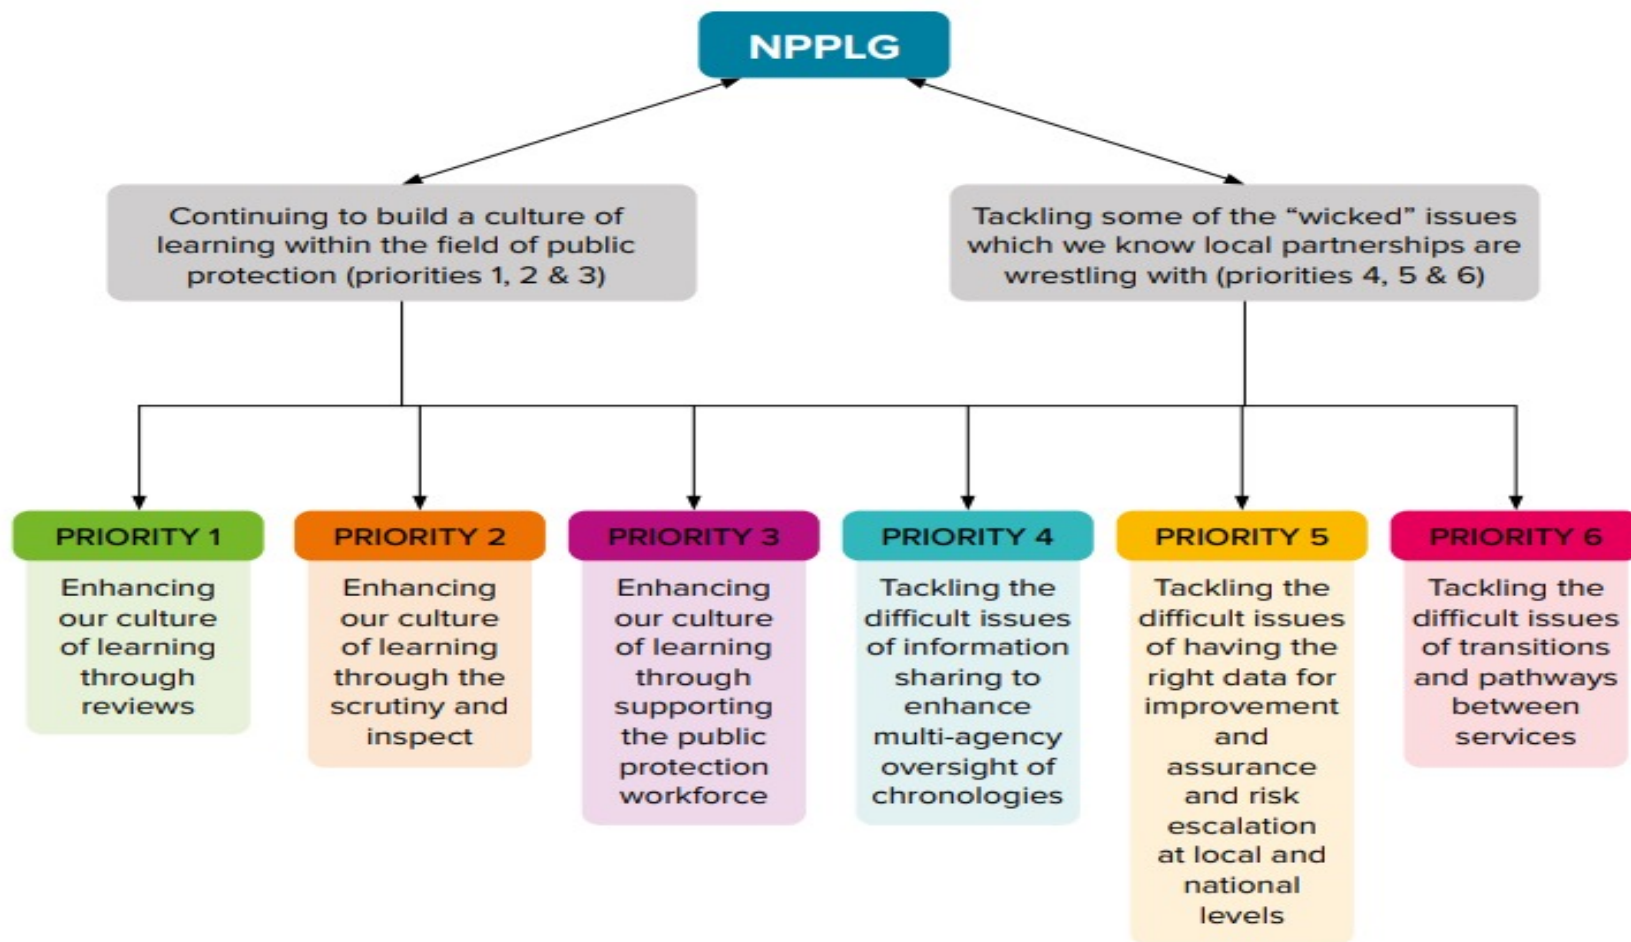 NPPLG
Continuing to build a culture of
learning within the field of public
protection (priorities 1, 2 & 3)
Tackling some of the “wicked” issues
which we know local partnerships are
wrestling with (priorities 4, 5 & 6)
PRIORITY 1
Enhancing
our culture
of learning
through
reviews
PRIORITY 2
Enhancing
our culture
of learning
through the
scrutiny and
inspect
PRIORITY 3
Enhancing
our culture
of learning
through
supporting
the public
protection
workforce
PRIORITY 4
Tackling the
difficult issues
of information
sharing to
enhance
multi-agency
oversight of
chronologies
PRIORITY 5
Tackling the
difficult issues
of having the
right data for
improvement
and
assurance
and risk
escalation
at local and
national
levels
PRIORITY 6
Tackling the
difficult issues
of transitions
and pathways
between
services